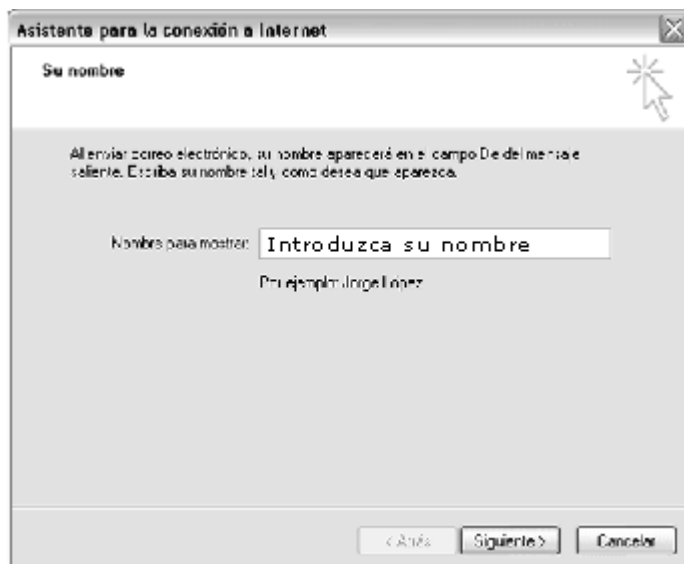 Asistente para la conexión a Internet
Su nombre
Al enviar correo electrónico, su nombre aparecerá en el campo De del mensaje
saliente. Escriba su nombre tal y como desea que aparezca.
Nombre para mostrar: Introduzca su nombre
Por ejemplo: Jorge López
< Atrás Siguiente > Cancelar